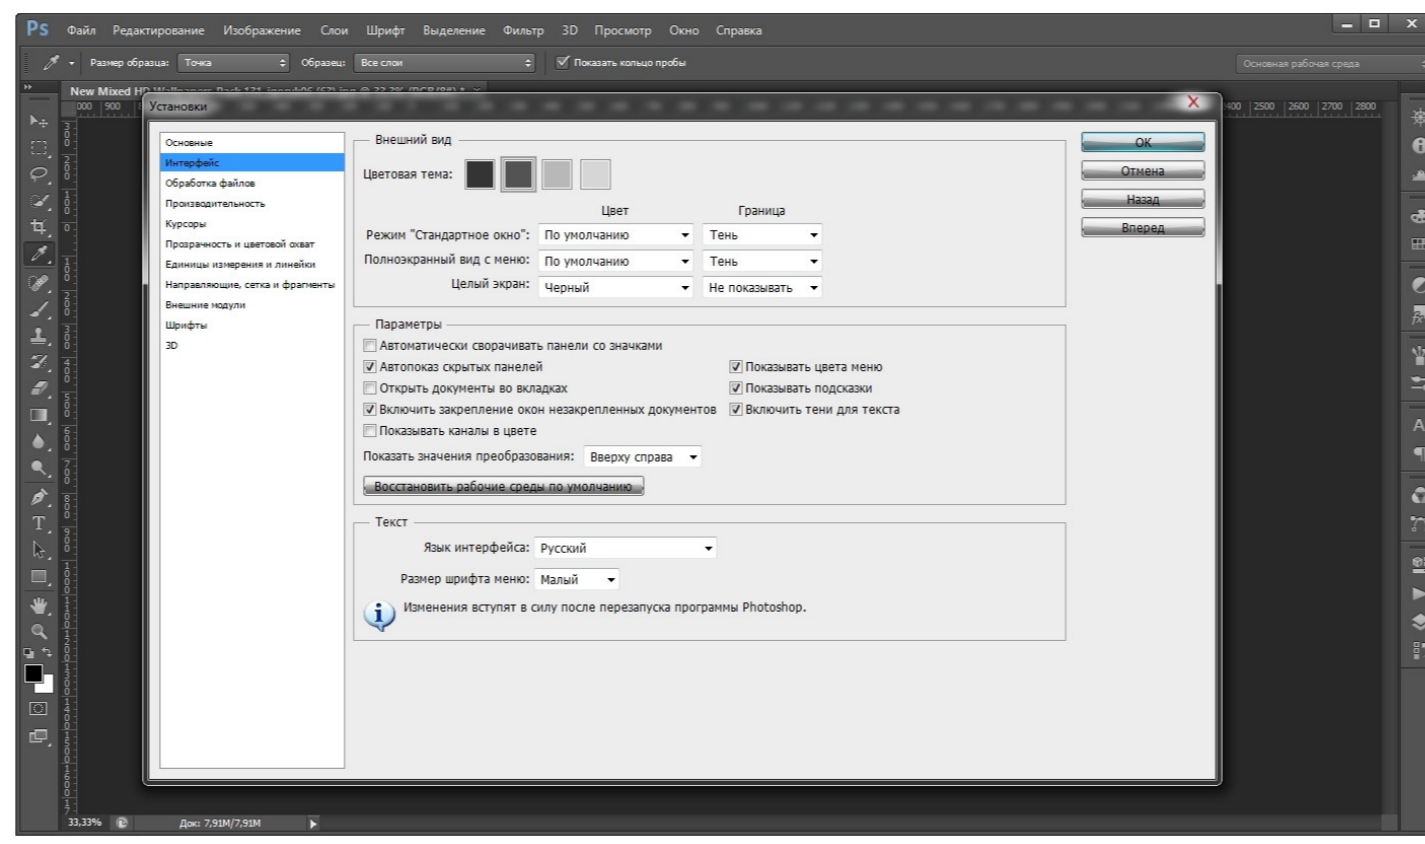 Ps Файл Редактирование Изображение Слои Шрифт Выделение Фильтр 3D Просмотр Окно Справка
Размер образца: Точка Образец: Все слои Показать кольцо пробы Основная рабочая среда
New Mixed HD Wallpapers Pack
000 900
2500 2600 2700 2800
Установки
Основные
Интерфейс
Обработка файлов
Производительность
Курсоры
Прозрачность и цветовой охват
Единицы измерения и линейки
Направляющие, сетка и фрагменты
Внешние модули
Шрифты
3D
Внешний вид
Цветовая тема:
Цвет Граница
Режим "Стандартное окно": По умолчанию Тень
Полноэкранный вид с меню: По умолчанию Тень
Целый экран: Черный Не показывать
Параметры
Автоматически сворачивать панели со значками
Автопоказ скрытых панелей Показывать цвета меню
Открыть документы во вкладках Показывать подсказки
Включить закрепление окон незакрепленных документов Включить тени для текста
Показывать каналы в цвете
Показать значения преобразования: Вверху справа
Восстановить рабочие среды по умолчанию
Текст
Язык интерфейса: Русский
Размер шрифта меню: Малый
Изменения вступят в силу после перезапуска программы Photoshop.
OK
Отмена
Назад
Вперед
33,33% Док: 7,91M/7,91M